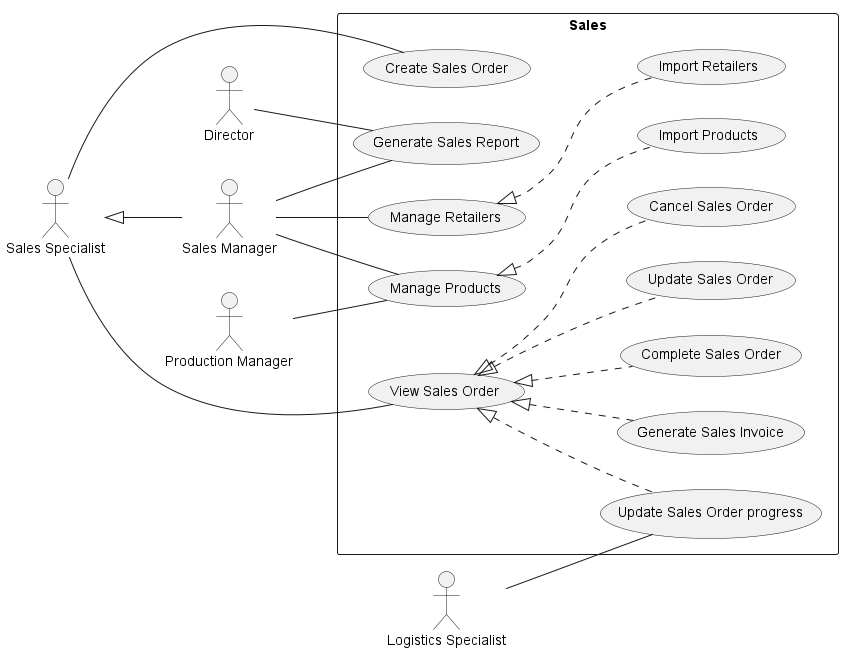 Sales
Create Sales Order
Import Retailers
Director
Generate Sales Report
Import Products
Cancel Sales Order
Sales Specialist
Sales Manager
Manage Retailers
Update Sales Order
Manage Products
Production Manager
Complete Sales Order
View Sales Order
Generate Sales Invoice
Update Sales Order progress
Logistics Specialist